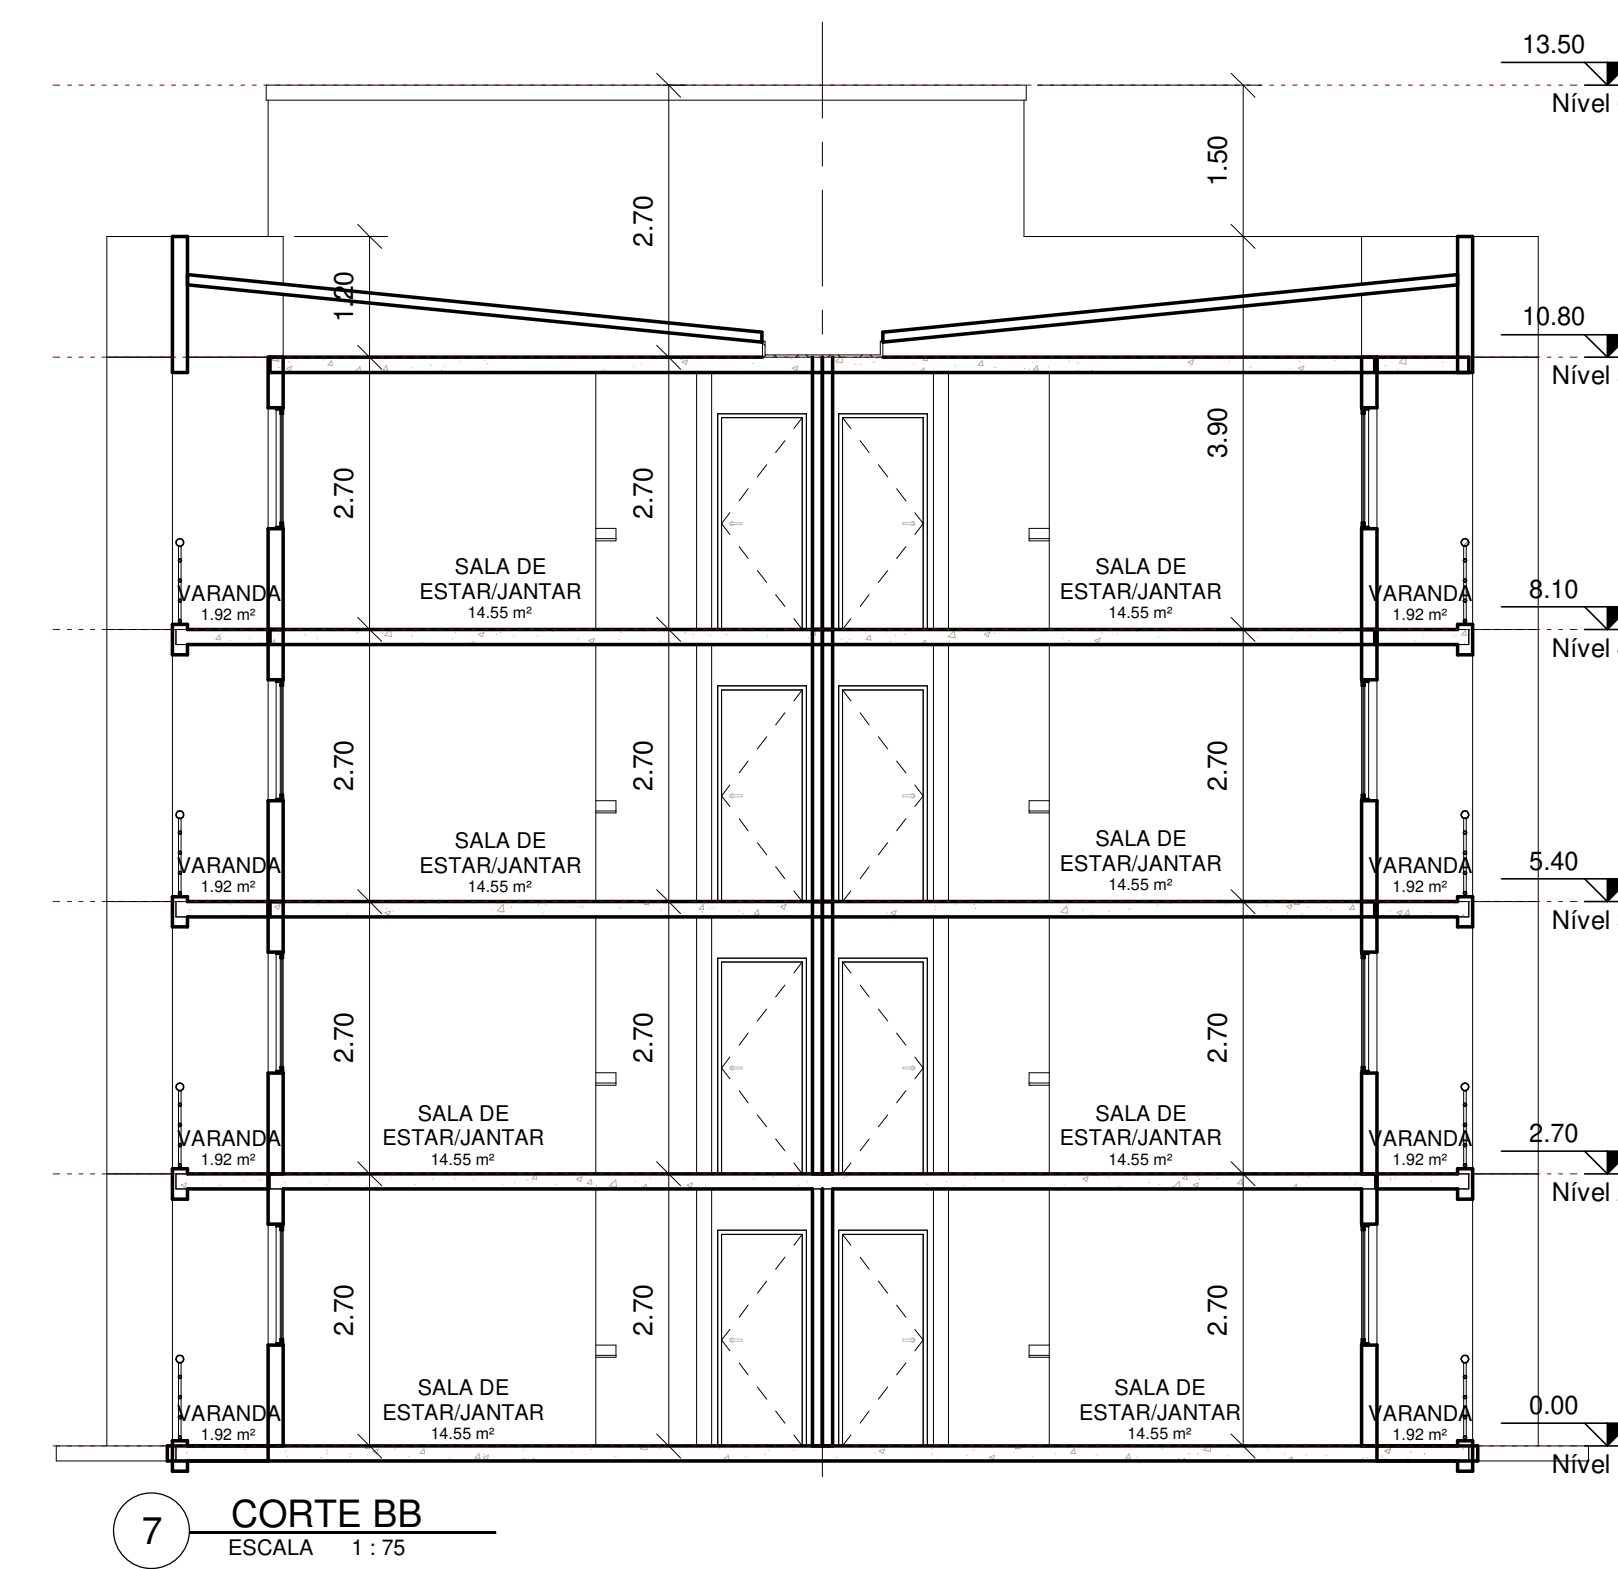 13.50
Nível
1.50
2.70
1.20
10.80
Nível
3.90
2.70
2.70
SALA DE
ESTAR/JANTAR
14.55 m²
SALA DE
ESTAR/JANTAR
14.55 m²
VARANDA
1.92 m²
VARANDA
1.92 m²
8.10
Nível
2.70
2.70
2.70
SALA DE
ESTAR/JANTAR
14.55 m²
SALA DE
ESTAR/JANTAR
14.55 m²
VARANDA
1.92 m²
VARANDA
1.92 m²
5.40
Nível
2.70
2.70
2.70
SALA DE
ESTAR/JANTAR
14.55 m²
SALA DE
ESTAR/JANTAR
14.55 m²
VARANDA
1.92 m²
VARANDA
1.92 m²
2.70
Nível
2.70
2.70
2.70
SALA DE
ESTAR/JANTAR
14.55 m²
SALA DE
ESTAR/JANTAR
14.55 m²
VARANDA
1.92 m²
VARANDA
1.92 m²
0.00
Nível
7
CORTE BB
ESCALA 1 : 75